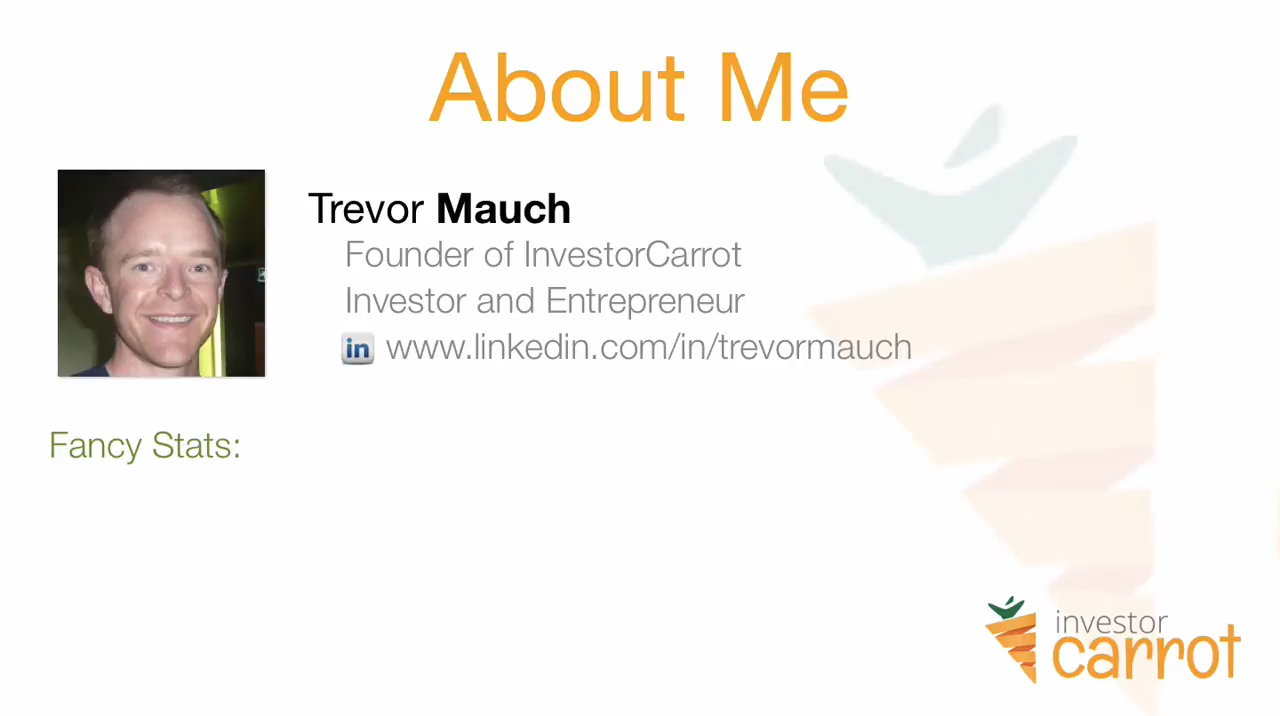 About Me
Trevor Mauch
Founder of InvestorCarrot
Investor and Entrepreneur
in www.linkedin.com/in/trevormauch
Fancy Stats:
investor
carrot